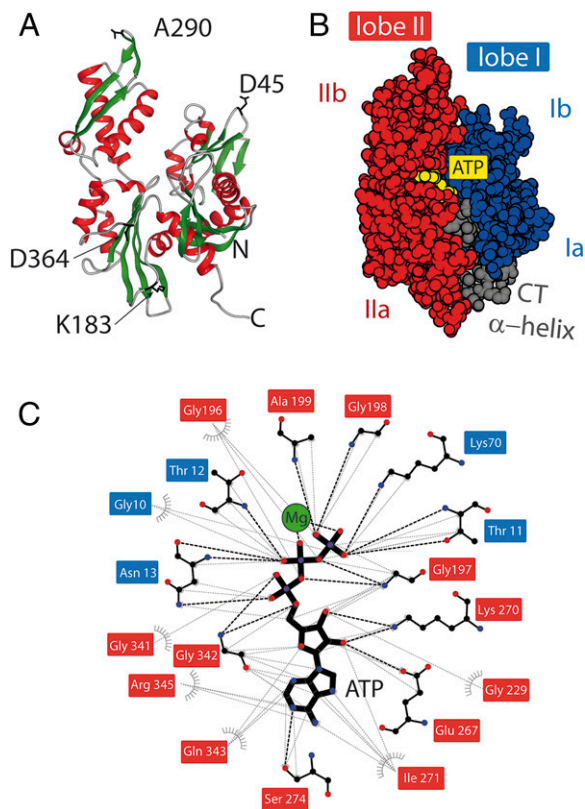 A
A290
D45
D364
N
K183
C
B
lobe II
lobe I
IIb
Ib
ATP
Ia
IIa
CT
α-helix
C
Gly196
Ala 199
Gly198
Lys70
Thr 12
Gly10
Mg
Thr 11
Asn 13
Gly197
Lys 270
Gly 341
Gly 342
Arg 345
ATP
Gly 229
Glu 267
Gln 343
Ile 271
Ser 274